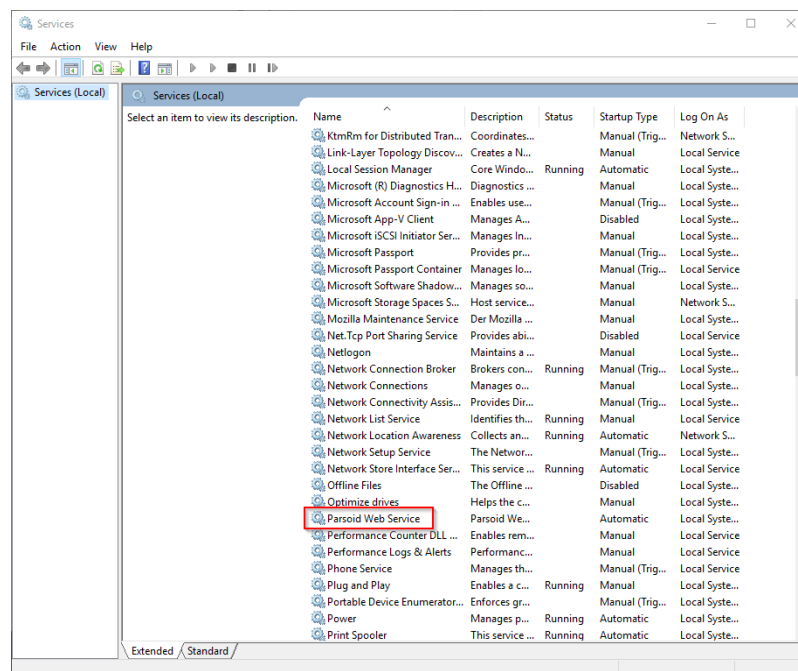 Services
File Action View Help
Services (Local)
Services (Local)
Select an item to view its description.
Name Description Status Startup Type Log On As
KtmRm for Distributed Tran... Coordinates... Manual (Trig... Network S...
Link-Layer Topology Discov... Creates a N... Manual Local Service
Local Session Manager Core Windo... Running Automatic Local Syste...
Microsoft (R) Diagnostics H... Diagnostics ... Manual Local Syste...
Microsoft Account Sign-in ... Enables use... Manual (Trig... Local Syste...
Microsoft App-V Client Manages A... Disabled Local Syste...
Microsoft iSCSI Initiator Ser... Manages In... Manual Local Syste...
Microsoft Passport Provides pr... Manual (Trig... Local Syste...
Microsoft Passport Container Manages lo... Manual (Trig... Local Service
Microsoft Software Shadow... Manages so... Manual Local Syste...
Microsoft Storage Spaces S... Host service... Manual Network S...
Mozilla Maintenance Service Der Mozilla ... Manual Local Syste...
Net.Tcp Port Sharing Service Provides abi... Disabled Local Service
Netlogon Maintains a ... Manual Local Syste...
Network Connection Broker Brokers con... Running Manual (Trig... Local Syste...
Network Connections Manages o... Manual Local Syste...
Network Connectivity Assis... Provides Dir... Manual (Trig... Local Syste...
Network List Service Identifies th... Running Manual Local Service
Network Location Awareness Collects an... Running Automatic Network S...
Network Setup Service The Networ... Manual (Trig... Local Syste...
Network Store Interface Ser... This service ... Running Automatic Local Service
Offline Files The Offline ... Disabled Local Syste...
Optimize drives Helps the c... Manual Local Syste...
Parsoid Web Service Parsoid We... Automatic Local Syste...
Performance Counter DLL ... Enables rem... Manual Local Service
Performance Logs & Alerts Performanc... Manual Local Service
Phone Service Manages th... Manual (Trig... Local Service
Plug and Play Enables a c... Running Manual Local Syste...
Portable Device Enumerator... Enforces gr... Manual (Trig... Local Syste...
Power Manages p... Running Automatic Local Syste...
Print Spooler This service ... Running Automatic Local Syste...
Extended Standard